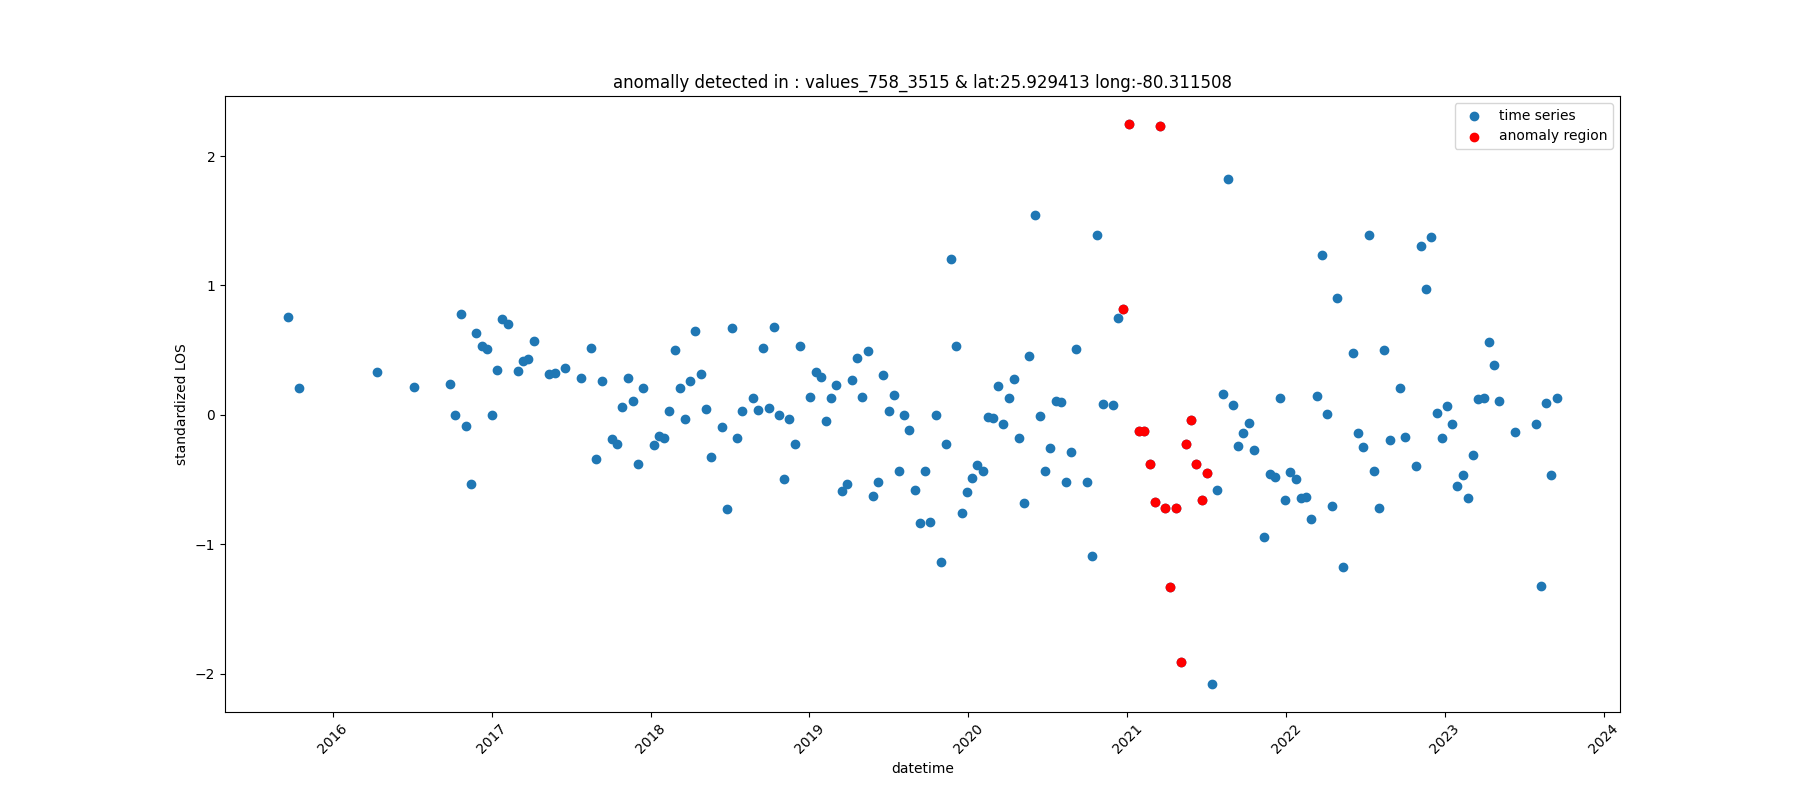 anomally detected in : values_758_3515 & lat:25.929413 long:-80.311508
time series
anomaly region
2
1
0
−1
−2
standardized LOS
2016
2017
2018
2019
2020
2021
2022
2023
2024
datetime